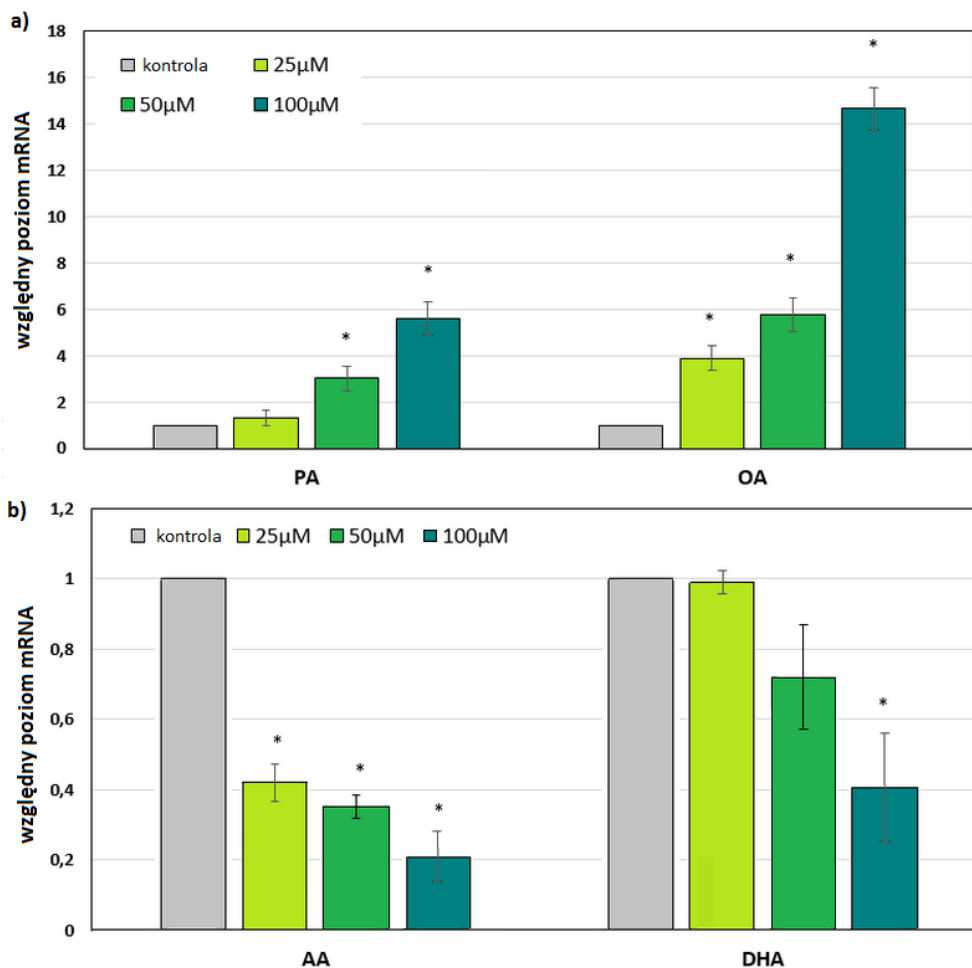 a)
względny poziom mRNA
18
16
14
12
10
8
6
4
2
0
kontrola 25µM
50µM 100µM
*
*
*
*
*
PA OA
b)
względny poziom mRNA
1,2
1
0,8
0,6
0,4
0,2
0
kontrola 25µM 50µM 100µM
*
*
*
*
AA DHA